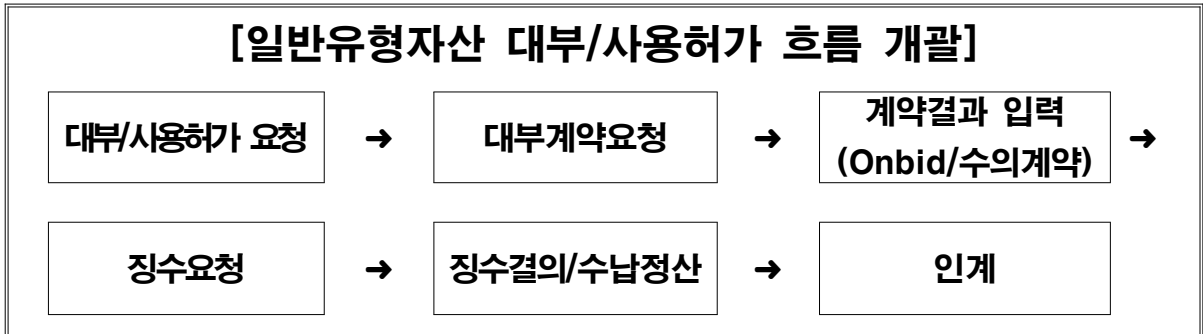 [일반유형자산 대부/사용허가 흐름 개괄]
대부/사용허가 요청 → 대부계약요청 → 계약결과 입력 →
(Onbid/수의계약)
징수요청 → 징수결의/수납정산 → 인계